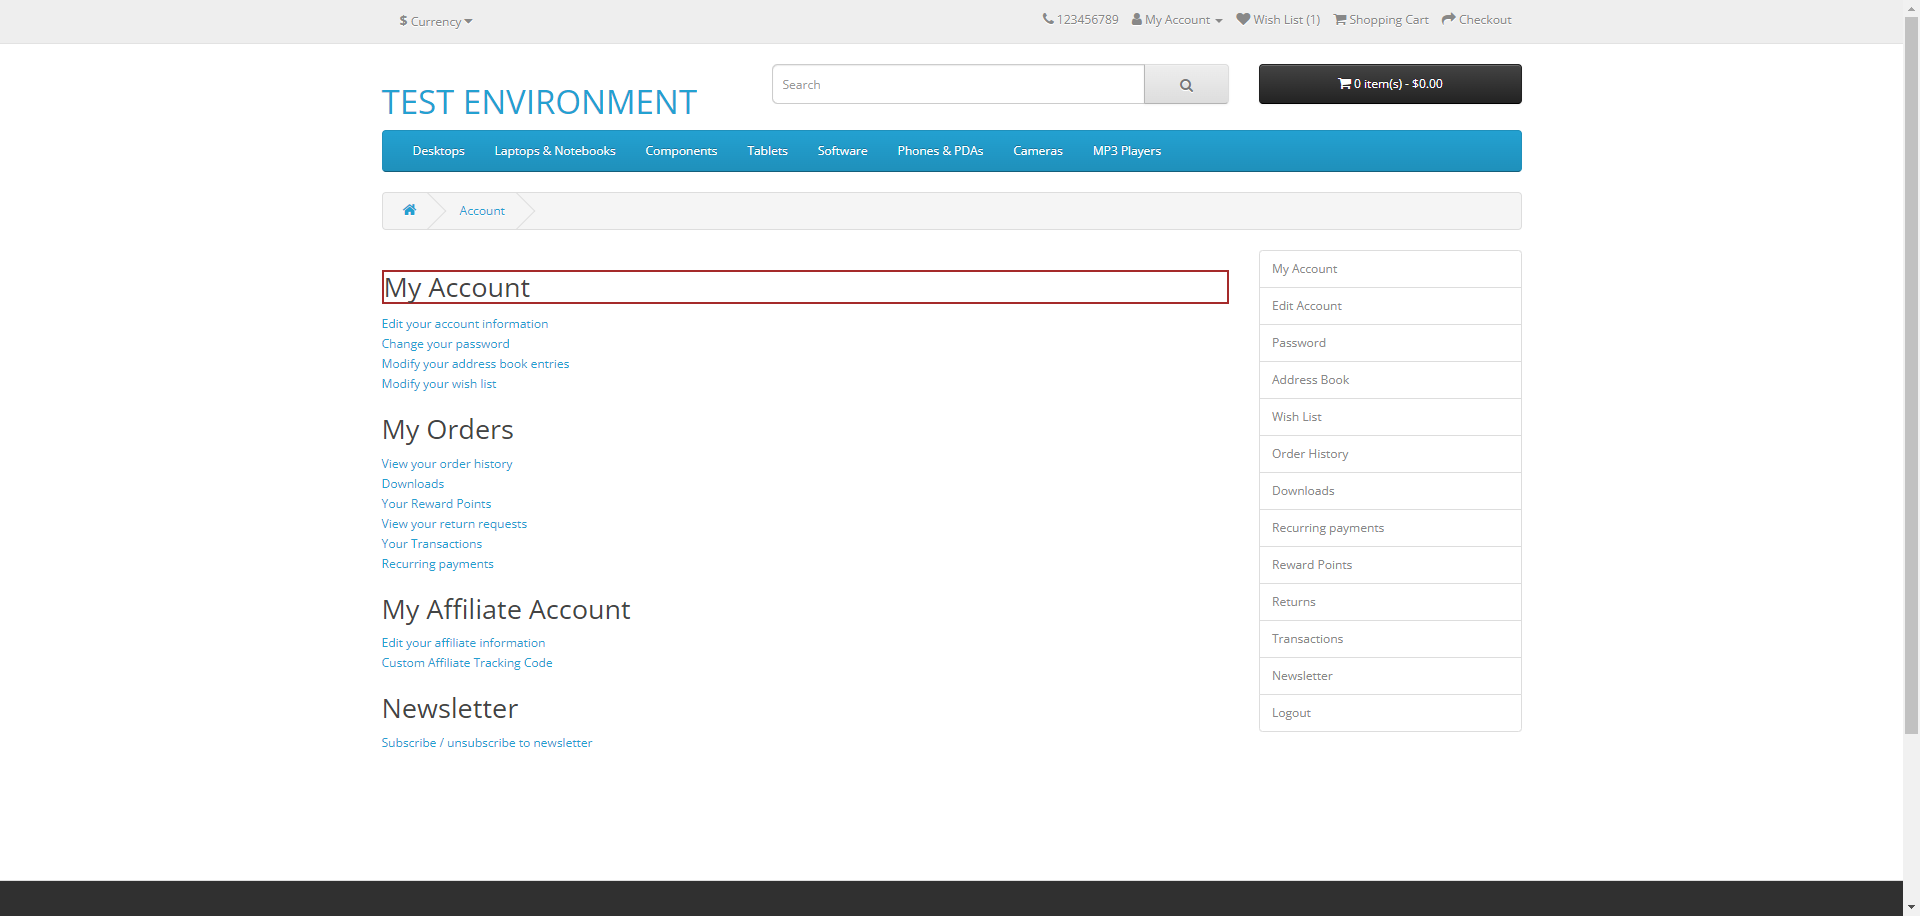 $ Currency
123456789 My Account Wish List (1) Shopping Cart Checkout
TEST ENVIRONMENT
Search
0 item(s) - $0.00
Desktops Laptops & Notebooks Components Tablets Software Phones & PDAs Cameras MP3 Players
Account
My Account
Edit your account information
Change your password
Modify your address book entries
Modify your wish list
My Orders
View your order history
Downloads
Your Reward Points
View your return requests
Your Transactions
Recurring payments
My Affiliate Account
Edit your affiliate information
Custom Affiliate Tracking Code
Newsletter
Subscribe / unsubscribe to newsletter
My Account
Edit Account
Password
Address Book
Wish List
Order History
Downloads
Recurring payments
Reward Points
Returns
Transactions
Newsletter
Logout